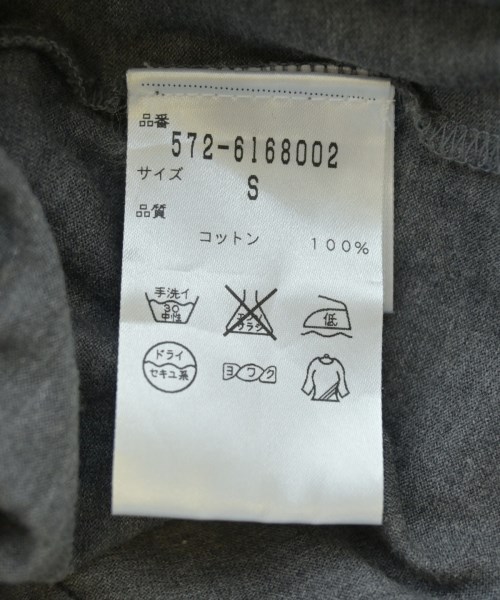 品番
572-6168002
サイズ
S
品質
コットン 100%
手洗イ
30
中性
エンソ
サラシ
低
ドライ
セキユ系
ヨワク